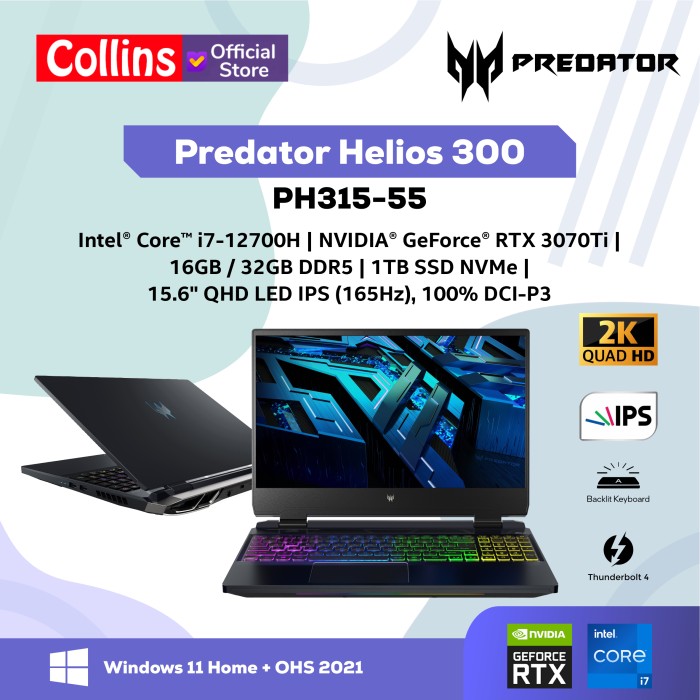 Collins Official Store
PREDATOR
Predator Helios 300
PH315-55
Intel® Core™ i7-12700H | NVIDIA® GeForce® RTX 3070Ti |
16GB / 32GB DDR5 | 1TB SSD NVMe |
15.6" QHD LED IPS (165Hz), 100% DCI-P3
2K
QUAD HD
IPS
A
Backlit Keyboard
Thunderbolt 4
Windows 11 Home + OHS 2021
NVIDIA
GEFORCE
RTX
intel
CORE
i7